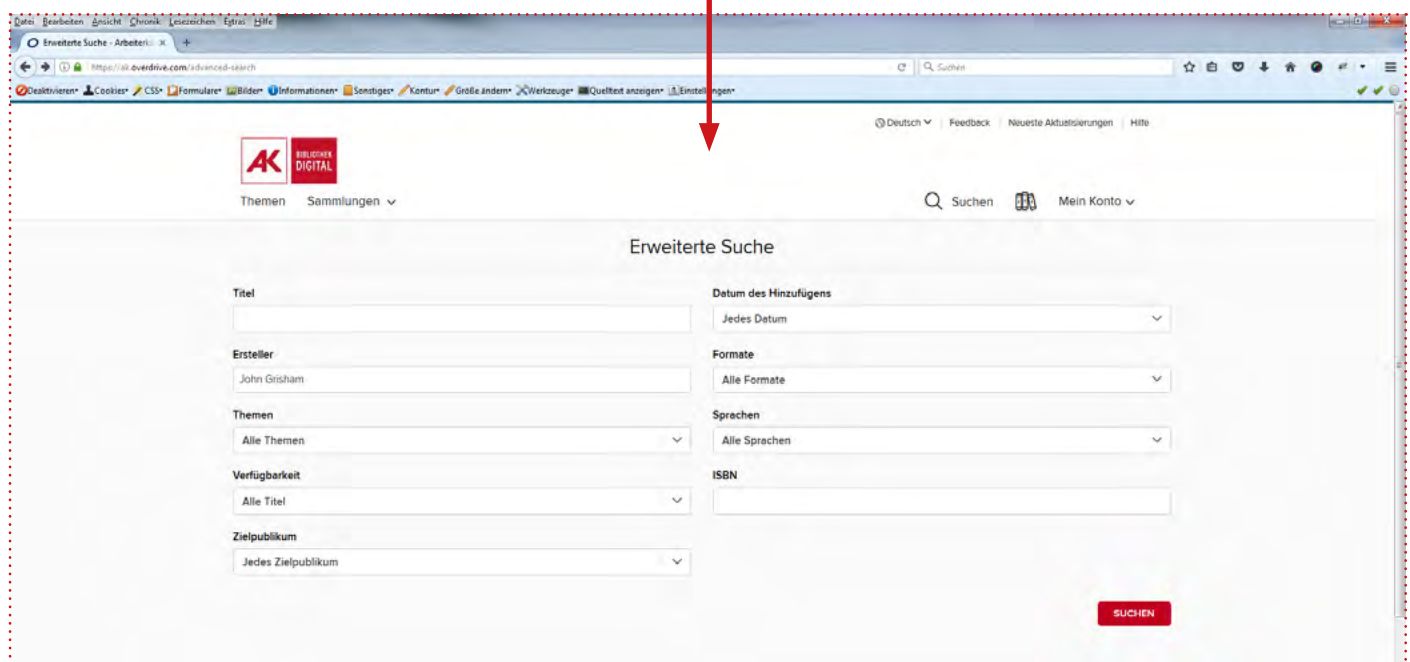 Datei Bearbeiten Ansicht Chronik Lesezeichen Extras Hilfe
Erweiterte Suche - Arbeiterk
https://ak.overdrive.com/advanced-search
Suchen
Deaktivieren Cookies CSS Formulare Bilder Informationen Sonstiges Kontur Größe ändern Werkzeuge Quelltext anzeigen Einstellungen
Deutsch Feedback Neueste Aktualisierungen Hilfe
AK BIBLIOTHEK DIGITAL
Themen Sammlungen Suchen Mein Konto
Erweiterte Suche
Titel
Datum des Hinzufügens
Jedes Datum
Ersteller
John Grisham
Formate
Alle Formate
Themen
Alle Themen
Sprachen
Alle Sprachen
Verfügbarkeit
Alle Titel
ISBN
Zielpublikum
Jedes Zielpublikum
SUCHEN